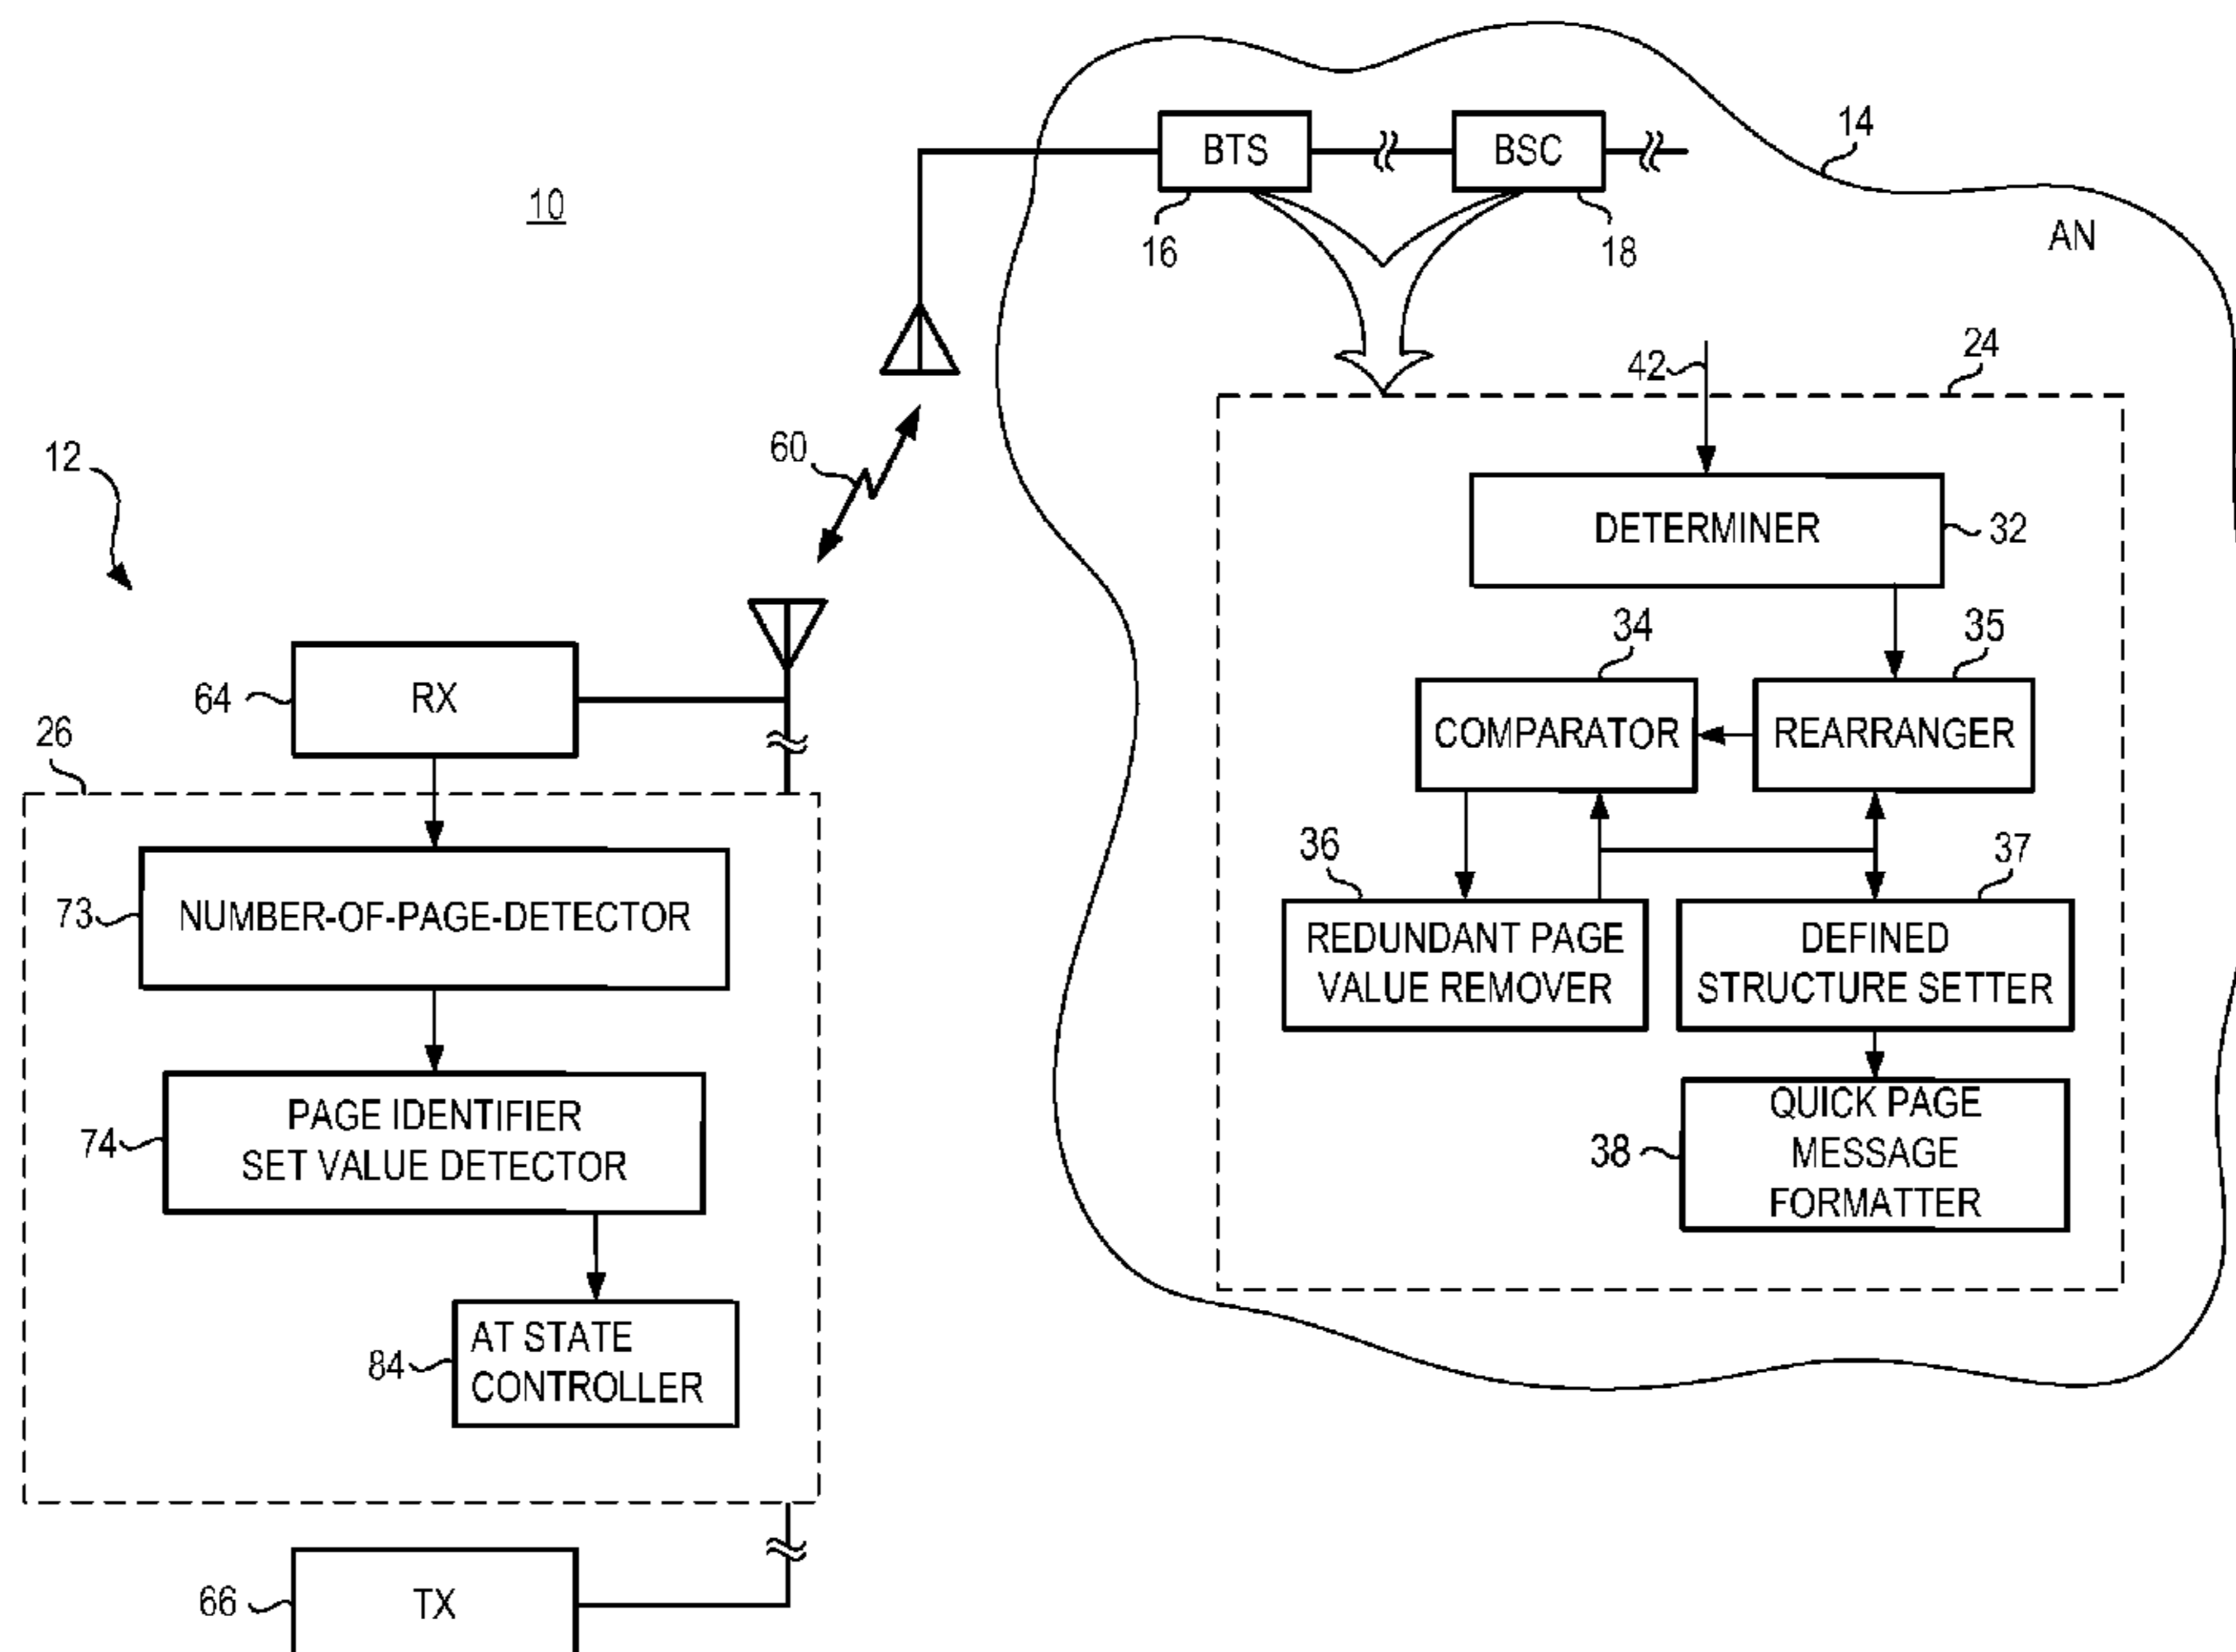 10
BTS
BSC
14
16
18
AN
42
24
12
60
DETERMINER
32
34
35
RX
64
COMPARATOR
REARRANGER
26
36
37
NUMBER-OF-PAGE-DETECTOR
73
REDUNDANT PAGE
VALUE REMOVER
DEFINED
STRUCTURE SETTER
PAGE IDENTIFIER
SET VALUE DETECTOR
74
QUICK PAGE
MESSAGE
FORMATTER
38
AT STATE
CONTROLLER
84
TX
66